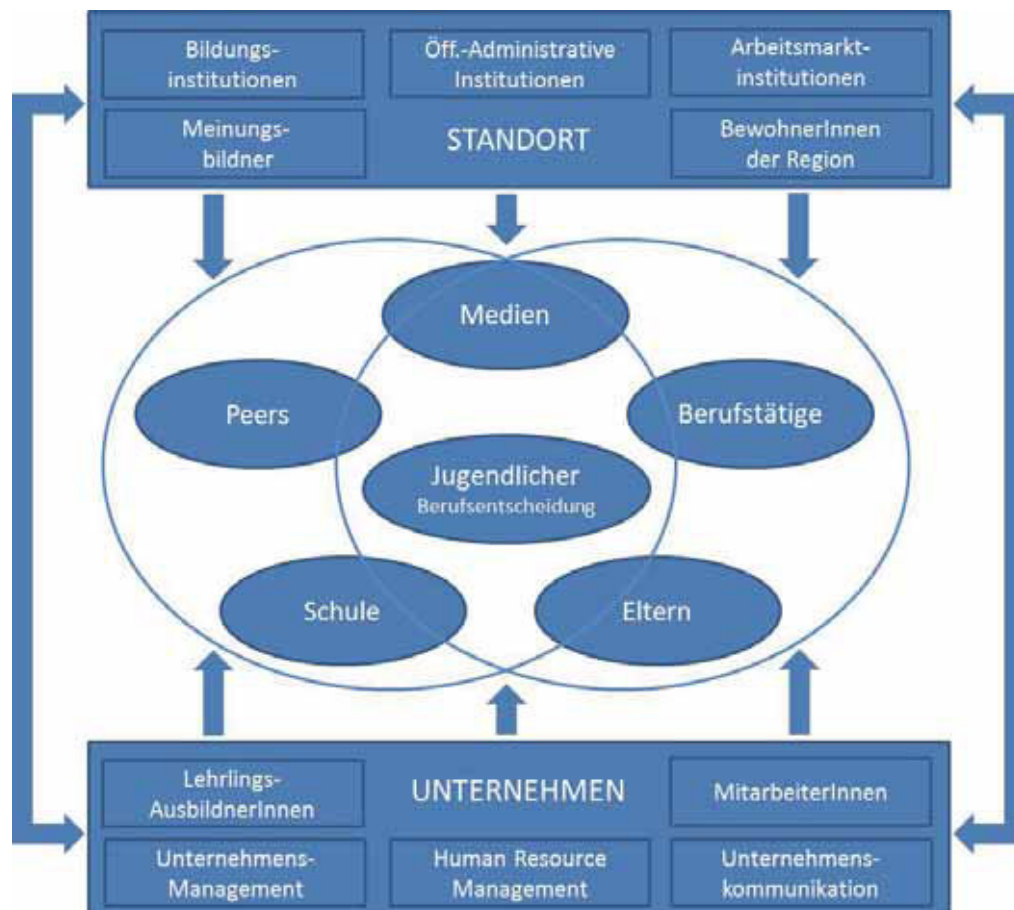 Bildungs-
institutionen
Öff.-Administrative
Institutionen
Arbeitsmarkt-
institutionen
Meinungs-
bildner
STANDORT
BewohnerInnen
der Region
Medien
Peers
Berufstätige
Jugendlicher
Berufsentscheidung
Schule
Eltern
Lehrlings-
AusbildnerInnen
UNTERNEHMEN
MitarbeiterInnen
Unternehmens-
Management
Human Resource
Management
Unternehmens-
kommunikation